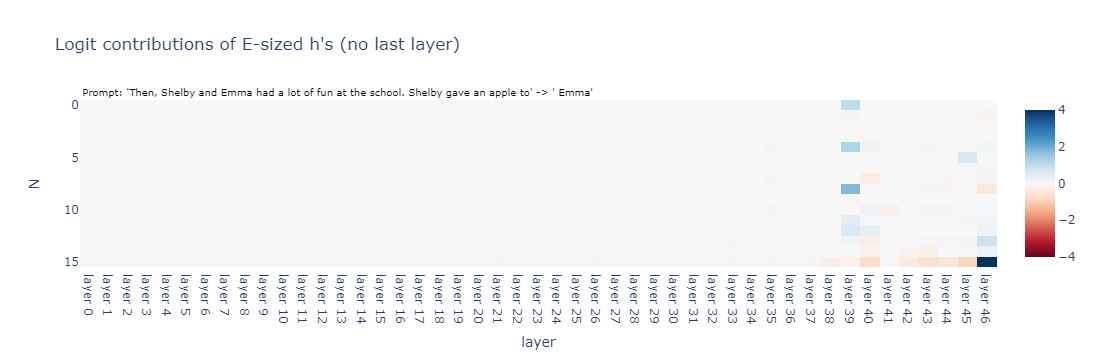 Logit contributions of E-sized h's (no last layer)
Prompt: 'Then, Shelby and Emma had a lot of fun at the school. Shelby gave an apple to' -> ' Emma'
N
0
5
10
15
layer 0
layer 1
layer 2
layer 3
layer 4
layer 5
layer 6
layer 7
layer 8
layer 9
layer 10
layer 11
layer 12
layer 13
layer 14
layer 15
layer 16
layer 17
layer 18
layer 19
layer 20
layer 21
layer 22
layer 23
layer 24
layer 25
layer 26
layer 27
layer 28
layer 29
layer 30
layer 31
layer 32
layer 33
layer 34
layer 35
layer 36
layer 37
layer 38
layer 39
layer 40
layer 41
layer 42
layer 43
layer 44
layer 45
layer 46
layer
4
2
0
−2
−4